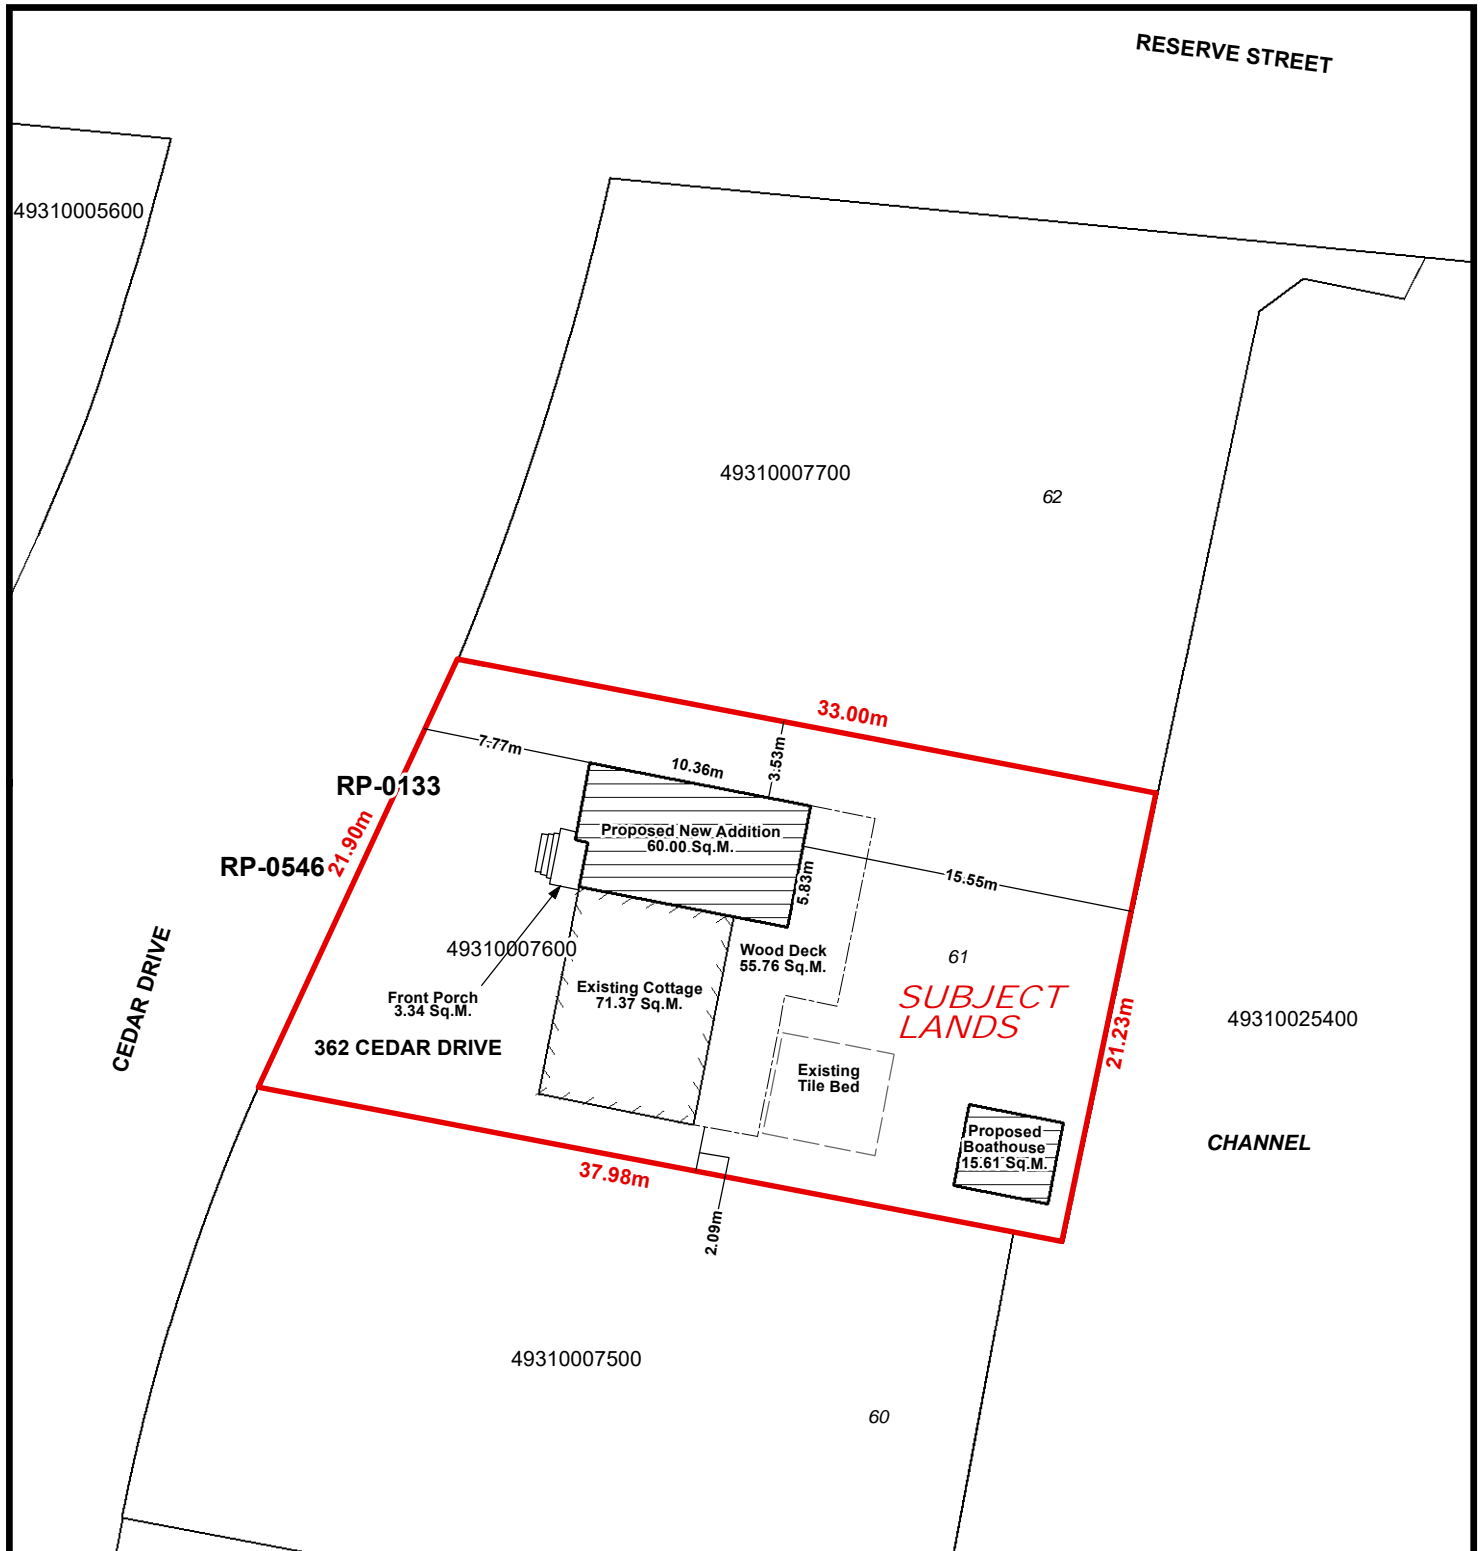 RESERVE STREET
49310005600
49310007700
62
33.00m
7.77m
10.36m
3.53m
RP-0133
Proposed New Addition
60.00 Sq.M.
21.90m
RP-0546
5.83m
15.55m
49310007600
Wood Deck
55.76 Sq.M.
61
CEDAR DRIVE
Existing Cottage
71.37 Sq.M.
Front Porch
3.34 Sq.M.
SUBJECT
LANDS
21.23m
49310025400
362 CEDAR DRIVE
Existing
Tile Bed
Proposed
Boathouse
15.61 Sq.M.
CHANNEL
37.98m
2.09m
49310007500
60